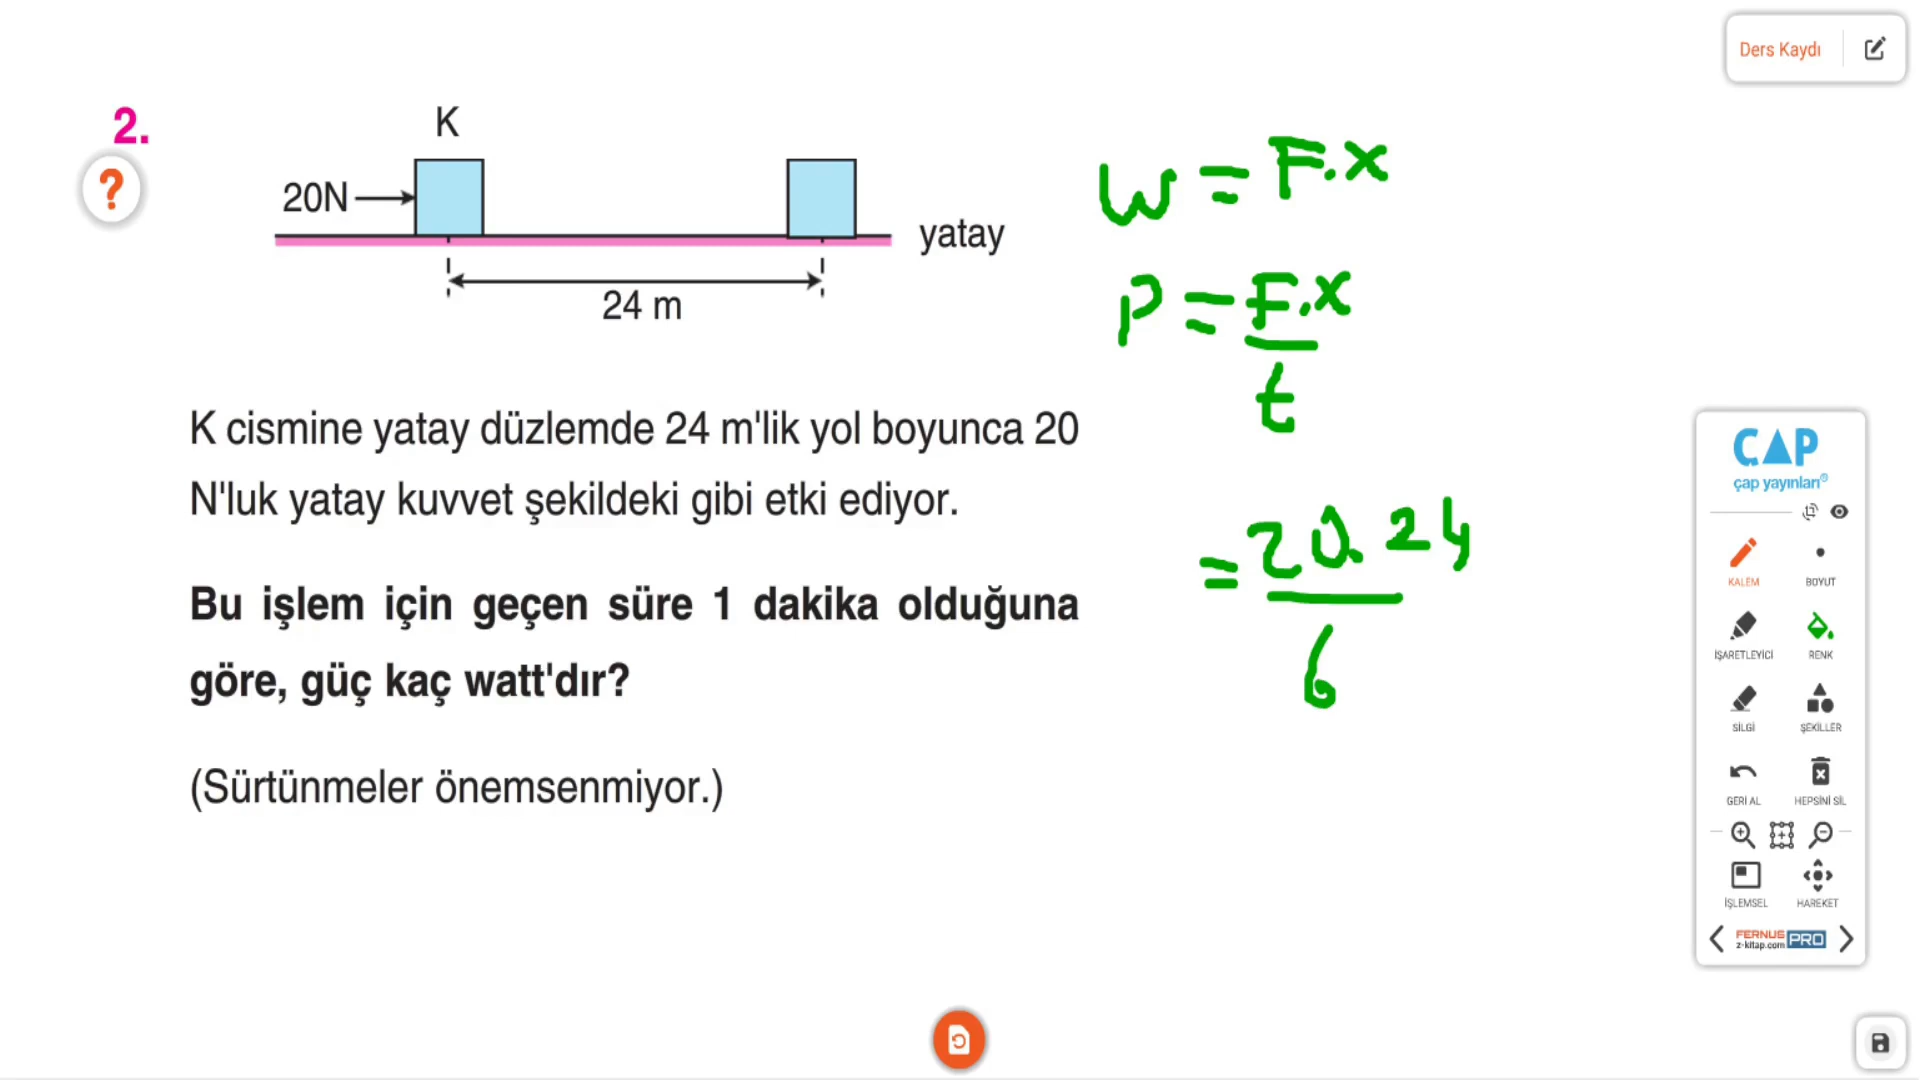 Ders Kaydı
2.
K
?
20N
yatay
24 m
K cismine yatay düzlemde 24 m'lik yol boyunca 20
N'luk yatay kuvvet şekildeki gibi etki ediyor.
Bu işlem için geçen süre 1 dakika olduğuna
göre, güç kaç watt'dır?
(Sürtünmeler önemsenmiyor.)
W = F.x
P = F.x
t
= 20.24
6
ÇAP
çap yayınları®
KALEM BOYUT
İŞARETLEYİCİ RENK
SİLGİ ŞEKİLLER
GERİ AL HEPSİNİ SİL
İŞLEMSEL HAREKET
FERNUS
z-kitap.com PRO